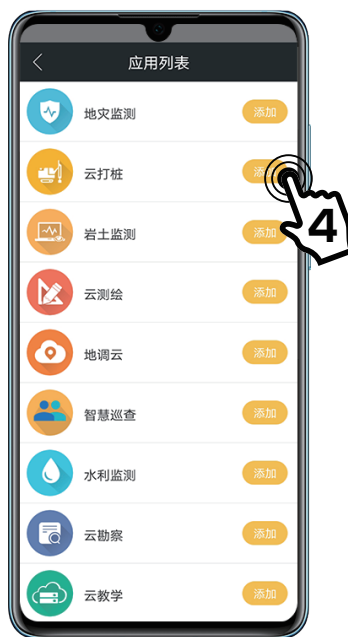 应用列表
地灾监测 添加
云打桩 添加
4
岩土监测 添加
云测绘 添加
地调云 添加
智慧巡查 添加
水利监测 添加
云勘察 添加
云教学 添加